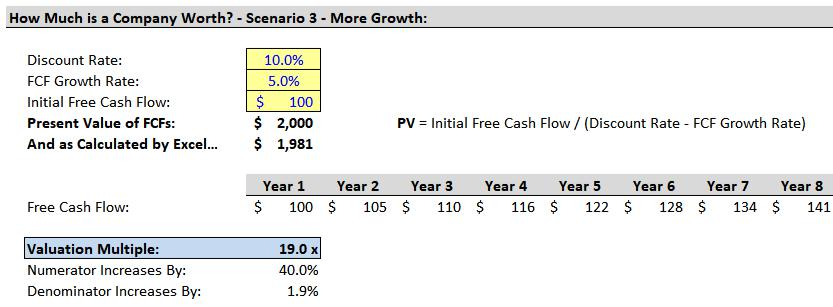 How Much is a Company Worth? - Scenario 3 - More Growth:
Discount Rate: 10.0%
FCF Growth Rate: 5.0%
Initial Free Cash Flow: $ 100
Present Value of FCFs: $ 2,000 PV = Initial Free Cash Flow / (Discount Rate - FCF Growth Rate)
And as Calculated by Excel... $ 1,981
Year 1 Year 2 Year 3 Year 4 Year 5 Year 6 Year 7 Year 8
Free Cash Flow: $ 100 $ 105 $ 110 $ 116 $ 122 $ 128 $ 134 $ 141
Valuation Multiple: 19.0 x
Numerator Increases By: 40.0%
Denominator Increases By: 1.9%